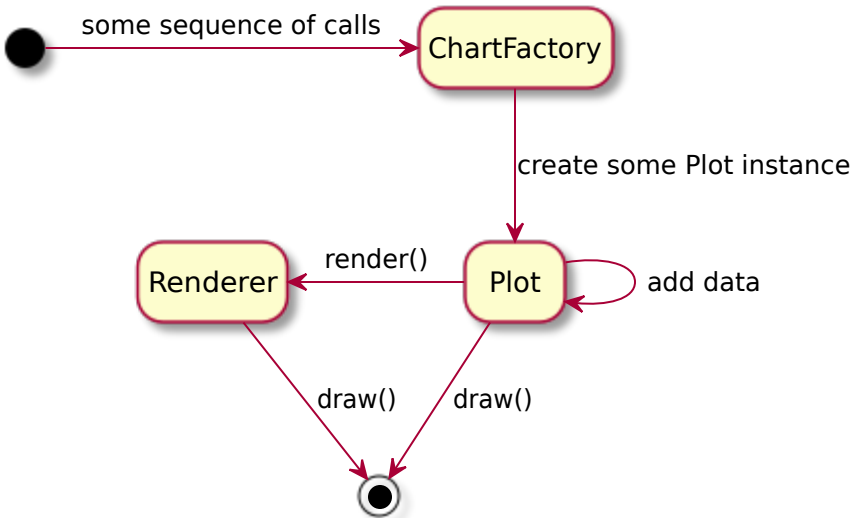 some sequence of calls
ChartFactory
create some Plot instance
render()
Renderer
Plot
add data
draw()
draw()